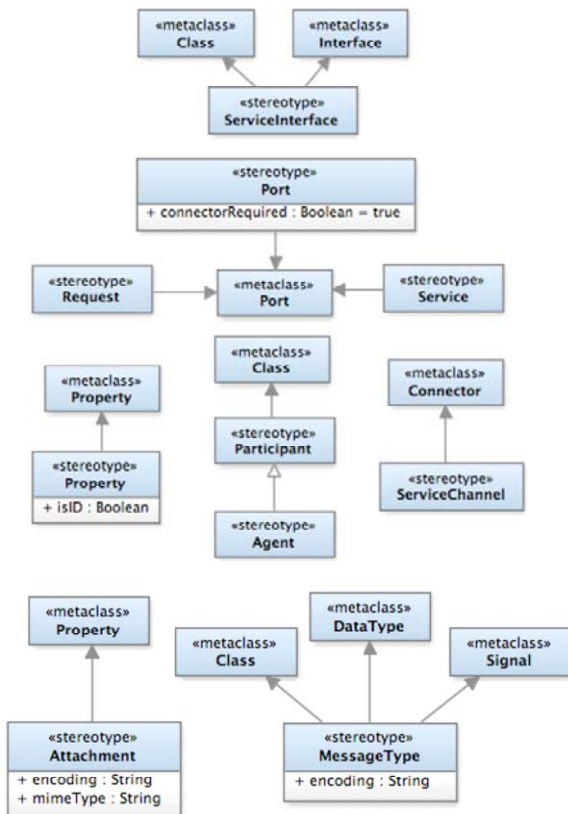 «metaclass»
Class
«metaclass»
Interface
«stereotype»
ServiceInterface
«stereotype»
Port
+ connectorRequired : Boolean = true
«stereotype»
Request
«metaclass»
Port
«stereotype»
Service
«metaclass»
Class
«metaclass»
Property
«metaclass»
Connector
«stereotype»
Participant
«stereotype»
Property
+ isID : Boolean
«stereotype»
ServiceChannel
«stereotype»
Agent
«metaclass»
Property
«metaclass»
Class
«metaclass»
DataType
«metaclass»
Signal
«stereotype»
Attachment
+ encoding : String
+ mimeType : String
«stereotype»
MessageType
+ encoding : String